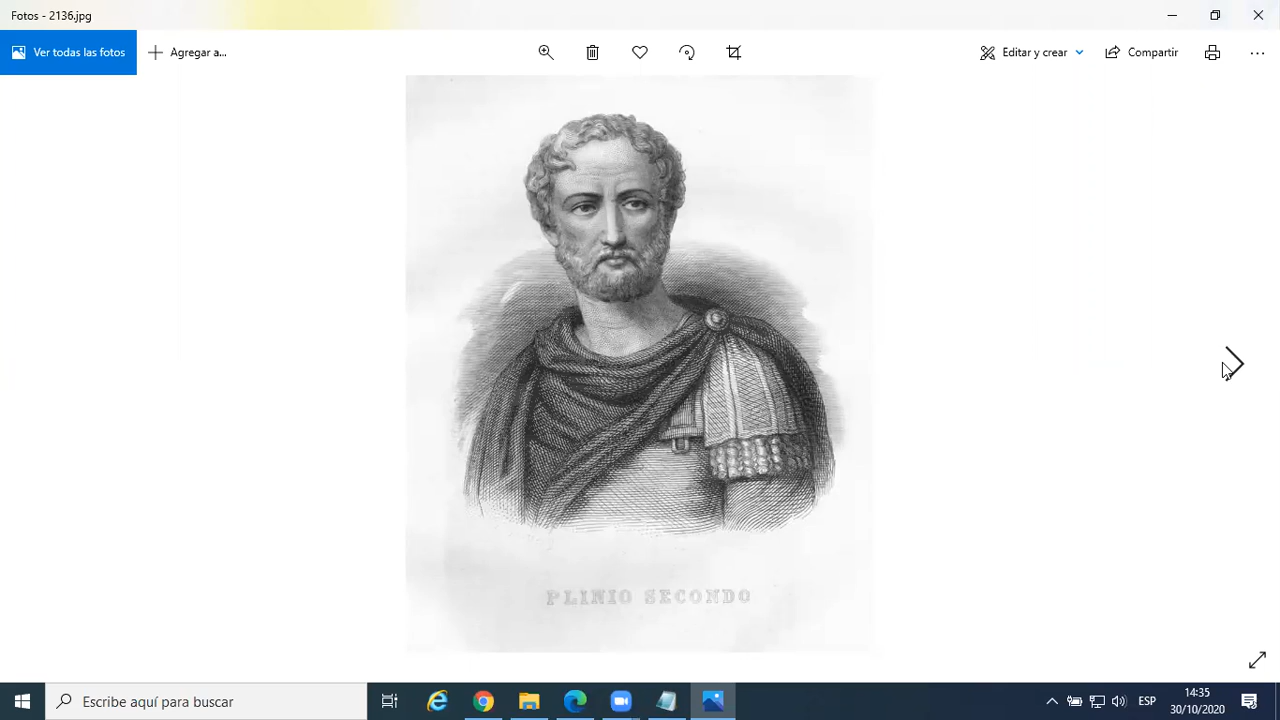 Fotos - 2136.jpg
Ver todas las fotos
Agregar a...
Editar y crear
Compartir
PLINIO SECONDO
Escribe aquí para buscar
ESP
14:35
30/10/2020